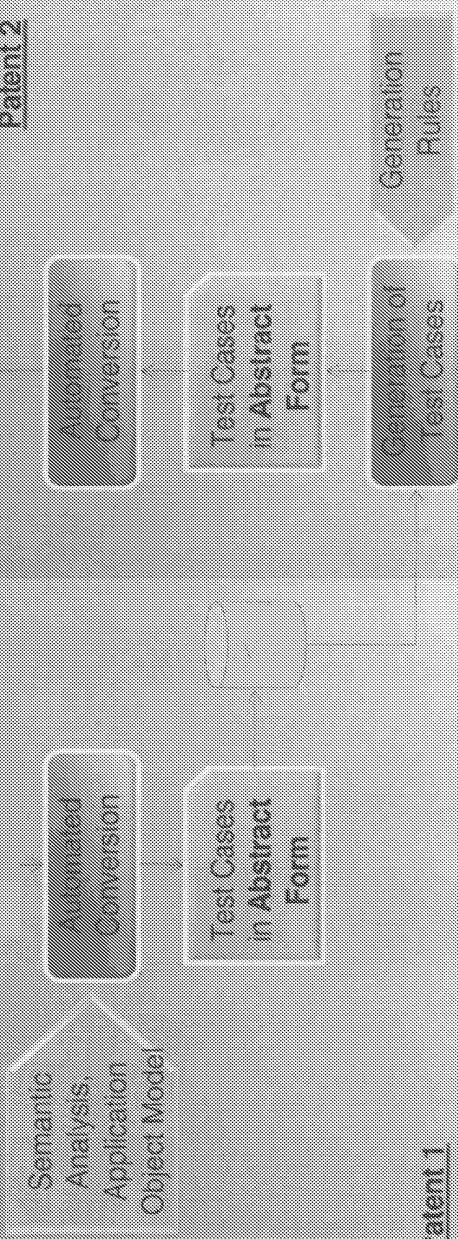 Semantic
Analysis,
Application
Object Model
Automated
Conversion
Test Cases
in Abstract
Form
atent 1
Patent 2
Automated
Conversion
Test Cases
in Abstract
Form
Generation of
Test Cases
Generation
Rules